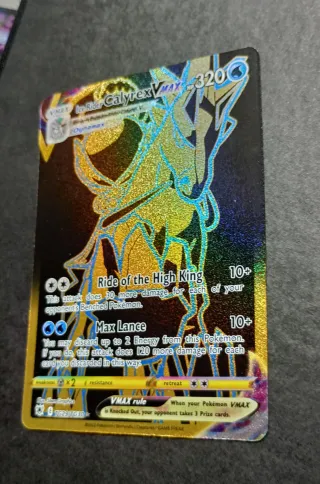 VMAX Ice Rider Calyrex VMAX HP 320
Dynamax
Ride of the High King 10+
This attack does 30 more damage for each of your
opponent's Benched Pokémon.
Max Lance 10+
You may discard up to 2 Energy from this Pokémon.
If you do, this attack does 120 more damage for each
card you discarded in this way.
weakness ×2 resistance retreat
VMAX rule When your Pokémon VMAX
is Knocked Out, your opponent takes 3 Prize cards.